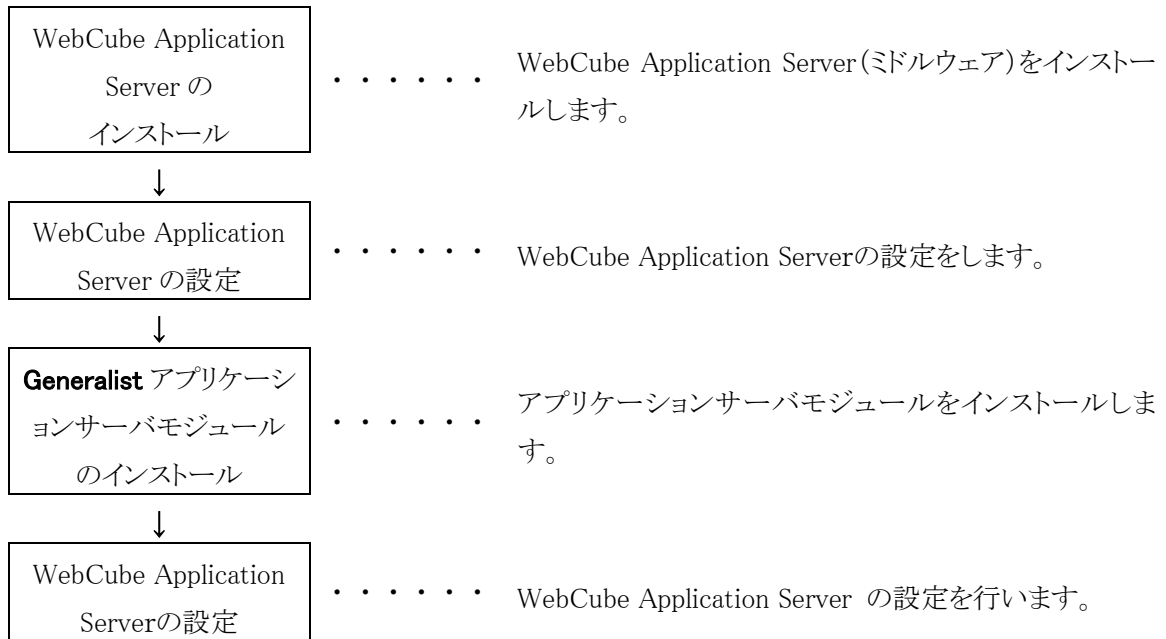 WebCube Application
Server の
インストール
・・・・・・
WebCube Application Server(ミドルウェア)をインストー
ルします。
↓
WebCube Application
Server の設定
・・・・・・
WebCube Application Serverの設定をします。
↓
Generalist アプリケーシ
ョンサーバモジュール
のインストール
・・・・・・
アプリケーションサーバモジュールをインストールしま
す。
↓
WebCube Application
Serverの設定
・・・・・・
WebCube Application Server の設定を行います。